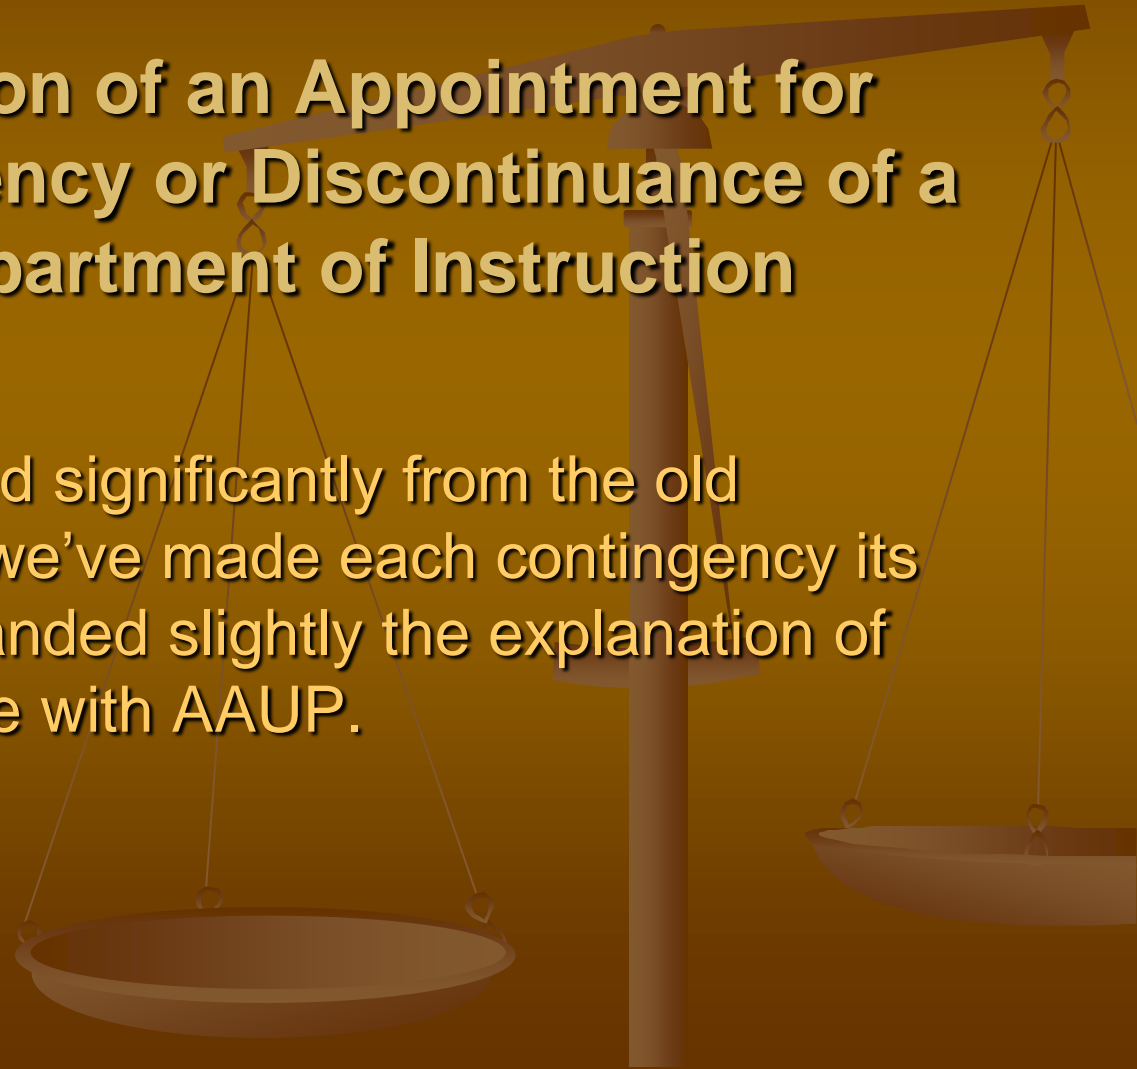 on of an Appointment for
ency or Discontinuance of a
partment of Instruction
d significantly from the old
we’ve made each contingency its
anded slightly the explanation of
e with AAUP.